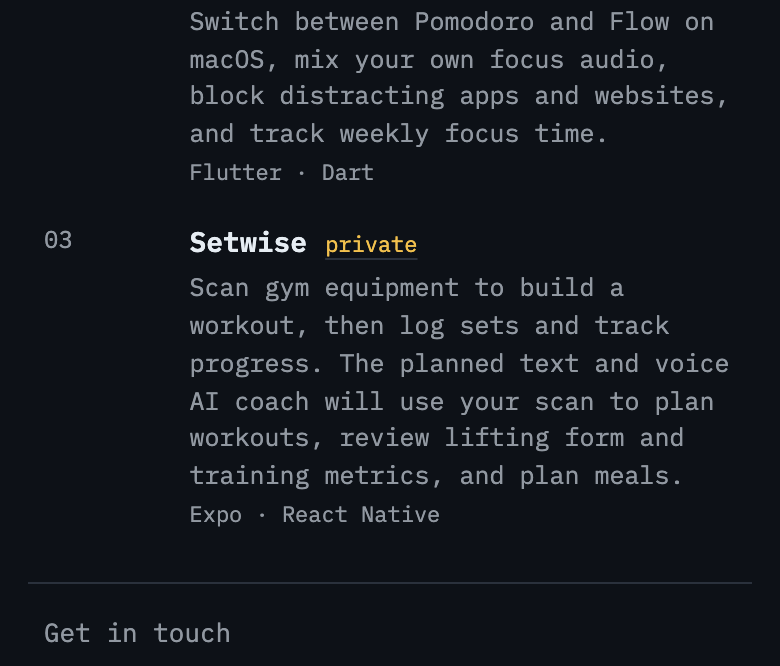 Switch between Pomodoro and Flow on
macOS, mix your own focus audio,
block distracting apps and websites,
and track weekly focus time.
Flutter · Dart
03
Setwise private
Scan gym equipment to build a
workout, then log sets and track
progress. The planned text and voice
AI coach will use your scan to plan
workouts, review lifting form and
training metrics, and plan meals.
Expo · React Native
Get in touch